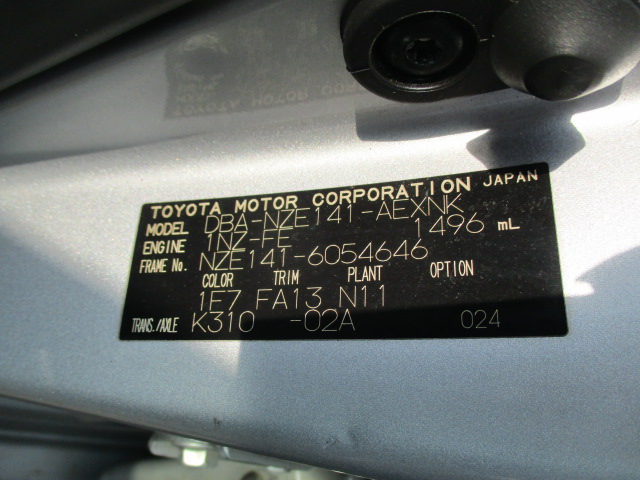 TOYOTA MOTOR CORPORATION JAPAN
MODEL DBA-NZE141-AEXNK
ENGINE 1NZ-FE 1496 mL
FRAME No. NZE141-6054646
COLOR TRIM PLANT OPTION
1E7 FA13 N11
TRANS./AXLE K310 -02A 024